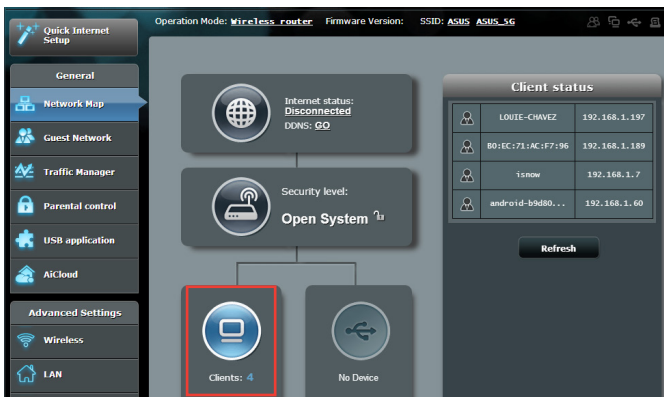 Quick Internet
Setup
Operation Mode: Wireless router Firmware Version: SSID: ASUS ASUS_5G
General
Network Map
Guest Network
Traffic Manager
Parental control
USB application
AiCloud
Advanced Settings
Wireless
LAN
Internet status:
Disconnected
DDNS: GO
Security level:
Open System
Clients: 4
No Device
Client status
LOUIE-CHAVEZ 192.168.1.197
B0:EC:71:AC:F7:96 192.168.1.189
isnow 192.168.1.7
android-b9d80... 192.168.1.60
Refresh